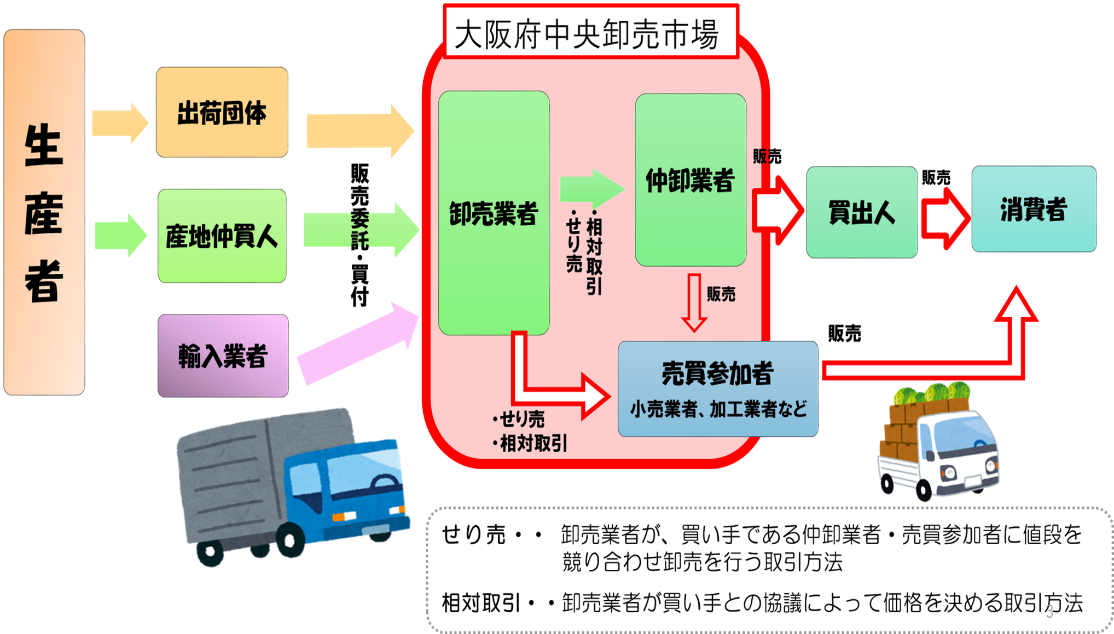 大阪府中央卸売市場
生産者
出荷団体
産地仲買人
輸入業者
販売委託・買付
卸売業者
・相対取引
・せり売
仲卸業者
販売
買出人
販売
消費者
販売
売買参加者
小売業者、加工業者など
販売
・せり売
・相対取引
せり売・・ 卸売業者が、買い手である仲卸業者・売買参加者に値段を
競り合わせ卸売を行う取引方法
相対取引・・卸売業者が買い手との協議によって価格を決める取引方法
3